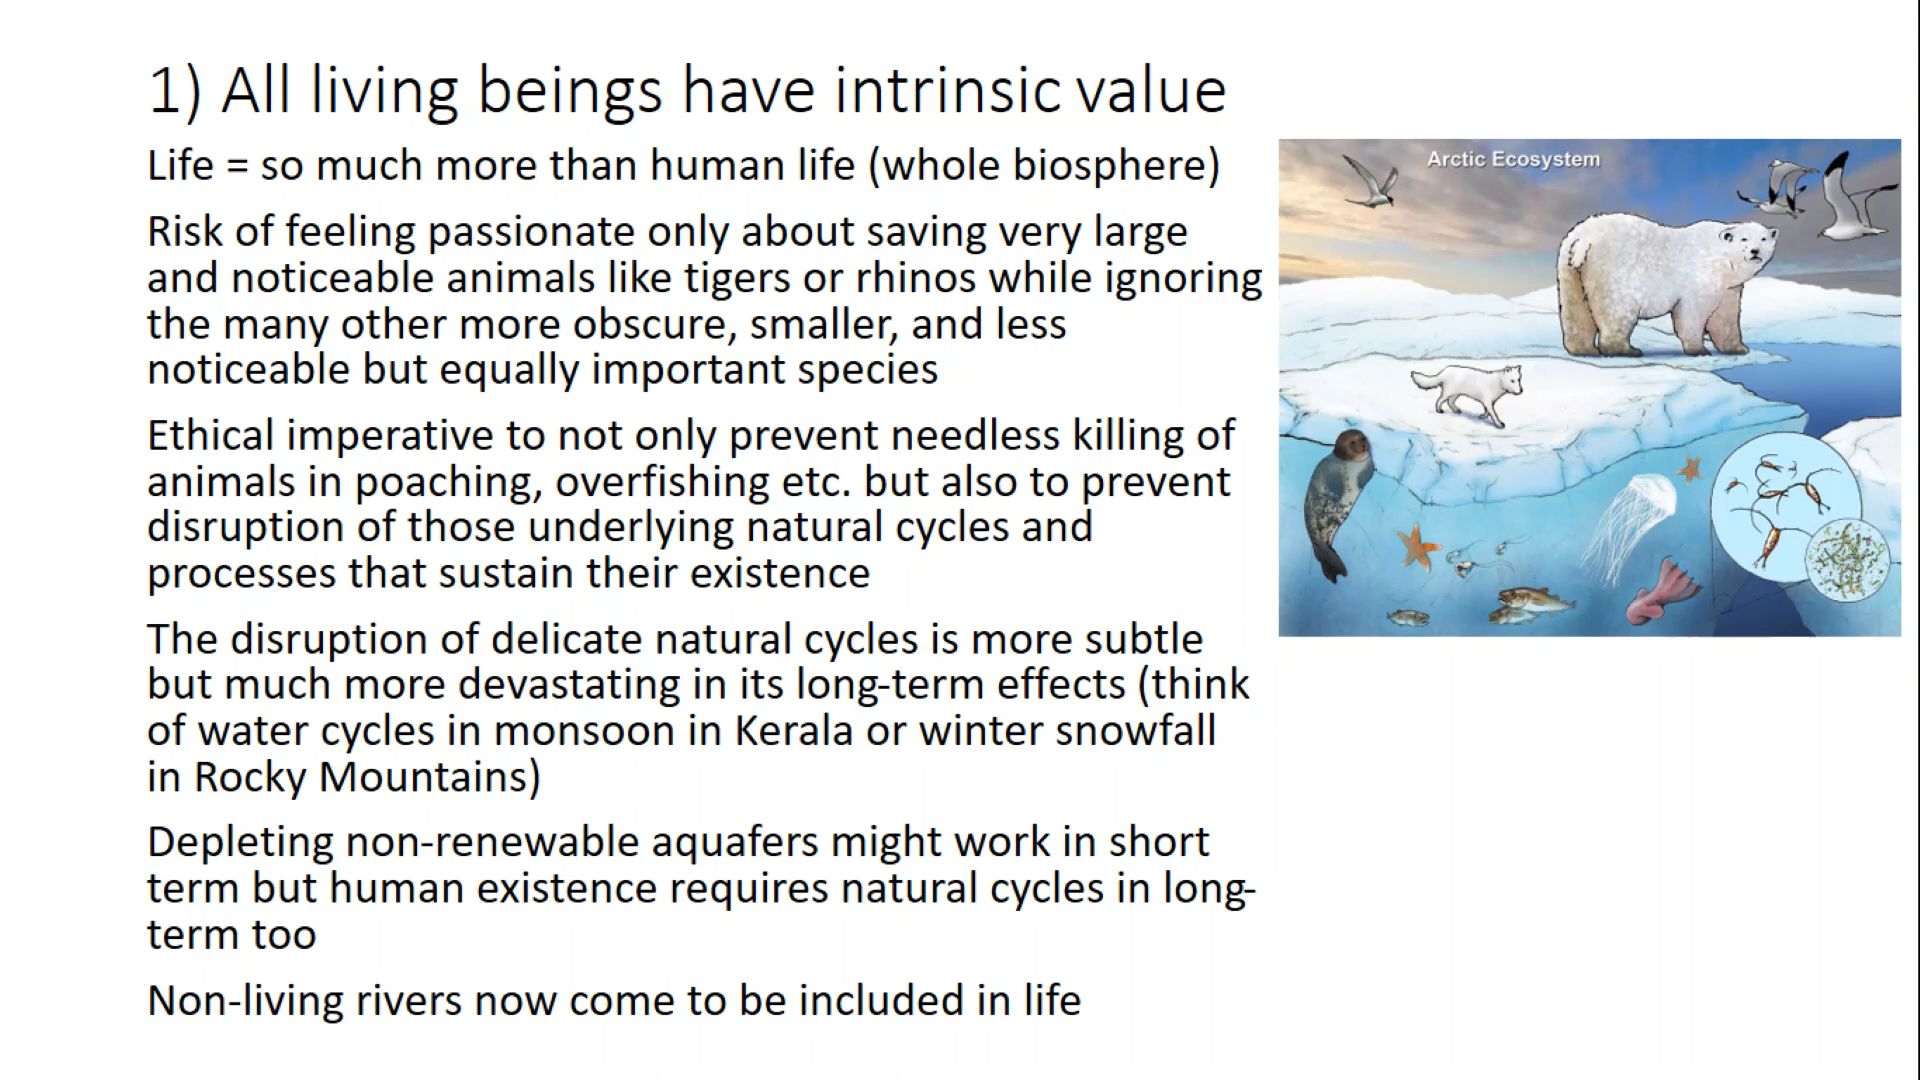 1) All living beings have intrinsic value
Life = so much more than human life (whole biosphere)
Risk of feeling passionate only about saving very large
and noticeable animals like tigers or rhinos while ignoring
the many other more obscure, smaller, and less
noticeable but equally important species
Ethical imperative to not only prevent needless killing of
animals in poaching, overfishing etc. but also to prevent
disruption of those underlying natural cycles and
processes that sustain their existence
The disruption of delicate natural cycles is more subtle
but much more devastating in its long-term effects (think
of water cycles in monsoon in Kerala or winter snowfall
in Rocky Mountains)
Depleting non-renewable aquafers might work in short
term but human existence requires natural cycles in long-
term too
Non-living rivers now come to be included in life
Arctic Ecosystem